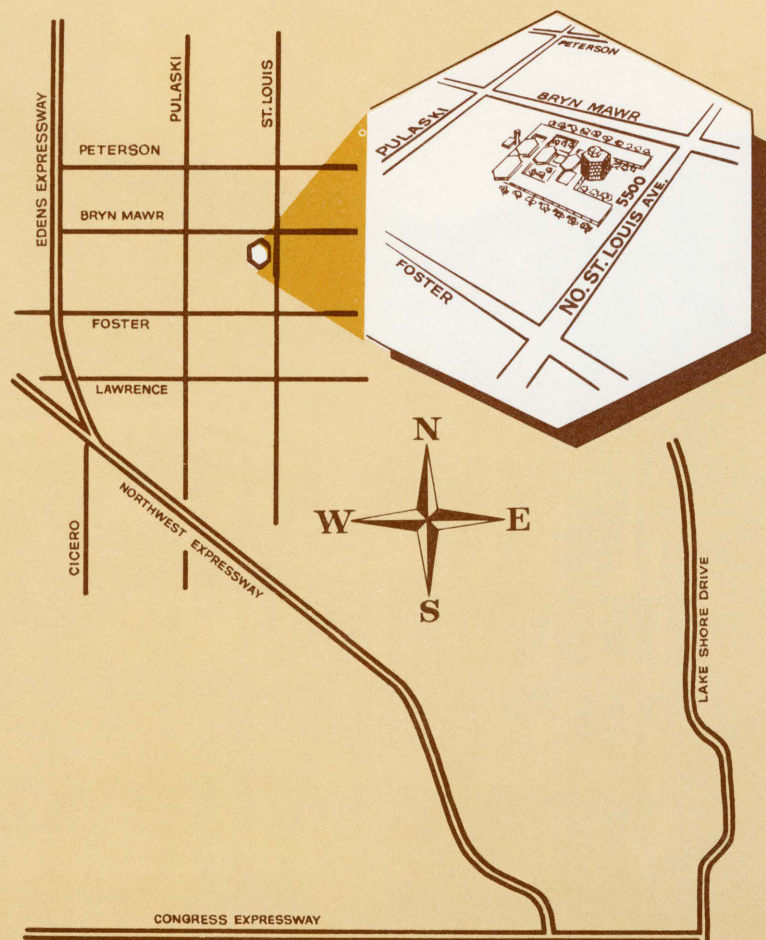 EDENS EXPRESSWAY
PULASKI
ST. LOUIS
PETERSON
BRYN MAWR
FOSTER
LAWRENCE
CICERO
NORTHWEST EXPRESSWAY
PETERSON
BRYN MAWR
PULASKI
5500
NO. ST. LOUIS AVE.
FOSTER
N
W
E
S
LAKE SHORE DRIVE
CONGRESS EXPRESSWAY